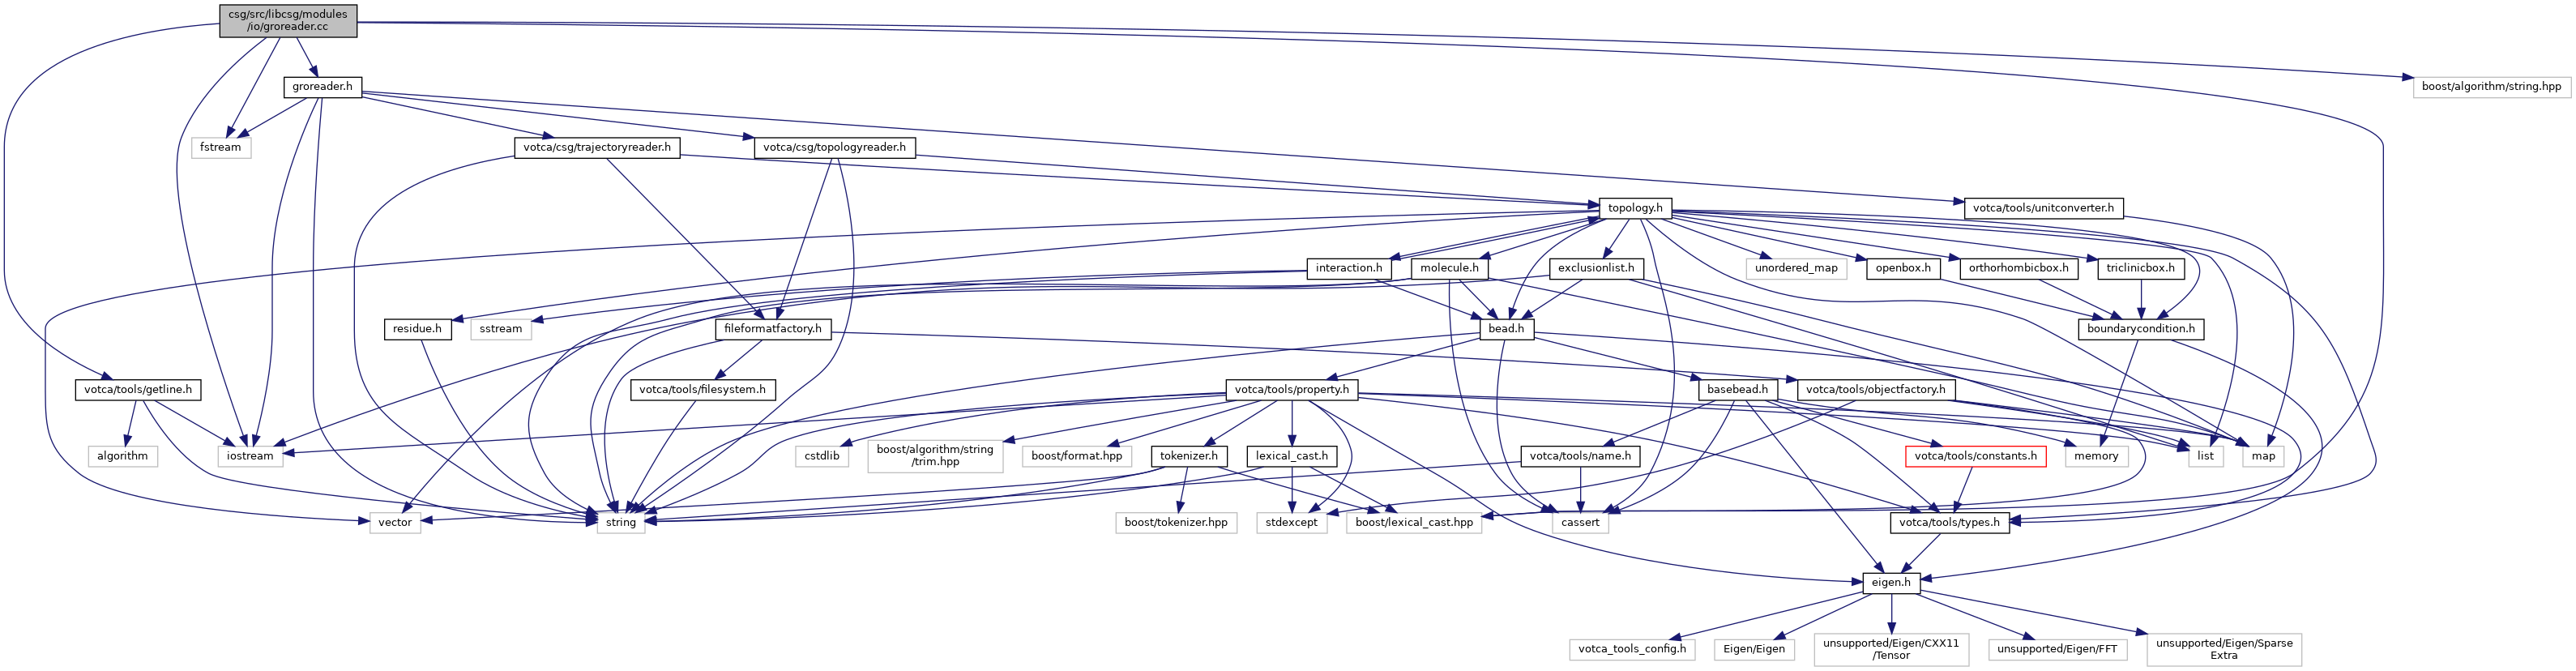 csg/src/libcsg/modules
/io/groreader.cc
groreader.h
boost/algorithm/string.hpp
fstream
votca/csg/trajectoryreader.h
votca/csg/topologyreader.h
topology.h
votca/tools/unitconverter.h
interaction.h
molecule.h
exclusionlist.h
unordered_map
openbox.h
orthorhombicbox.h
triclinicbox.h
residue.h
sstream
fileformatfactory.h
bead.h
boundarycondition.h
votca/tools/getline.h
votca/tools/filesystem.h
votca/tools/property.h
basebead.h
votca/tools/objectfactory.h
algorithm
iostream
cstdlib
boost/algorithm/string
/trim.hpp
boost/format.hpp
tokenizer.h
lexical_cast.h
votca/tools/name.h
votca/tools/constants.h
memory
list
map
vector
string
boost/tokenizer.hpp
stdexcept
boost/lexical_cast.hpp
cassert
votca/tools/types.h
eigen.h
votca_tools_config.h
Eigen/Eigen
unsupported/Eigen/CXX11
/Tensor
unsupported/Eigen/FFT
unsupported/Eigen/Sparse
Extra